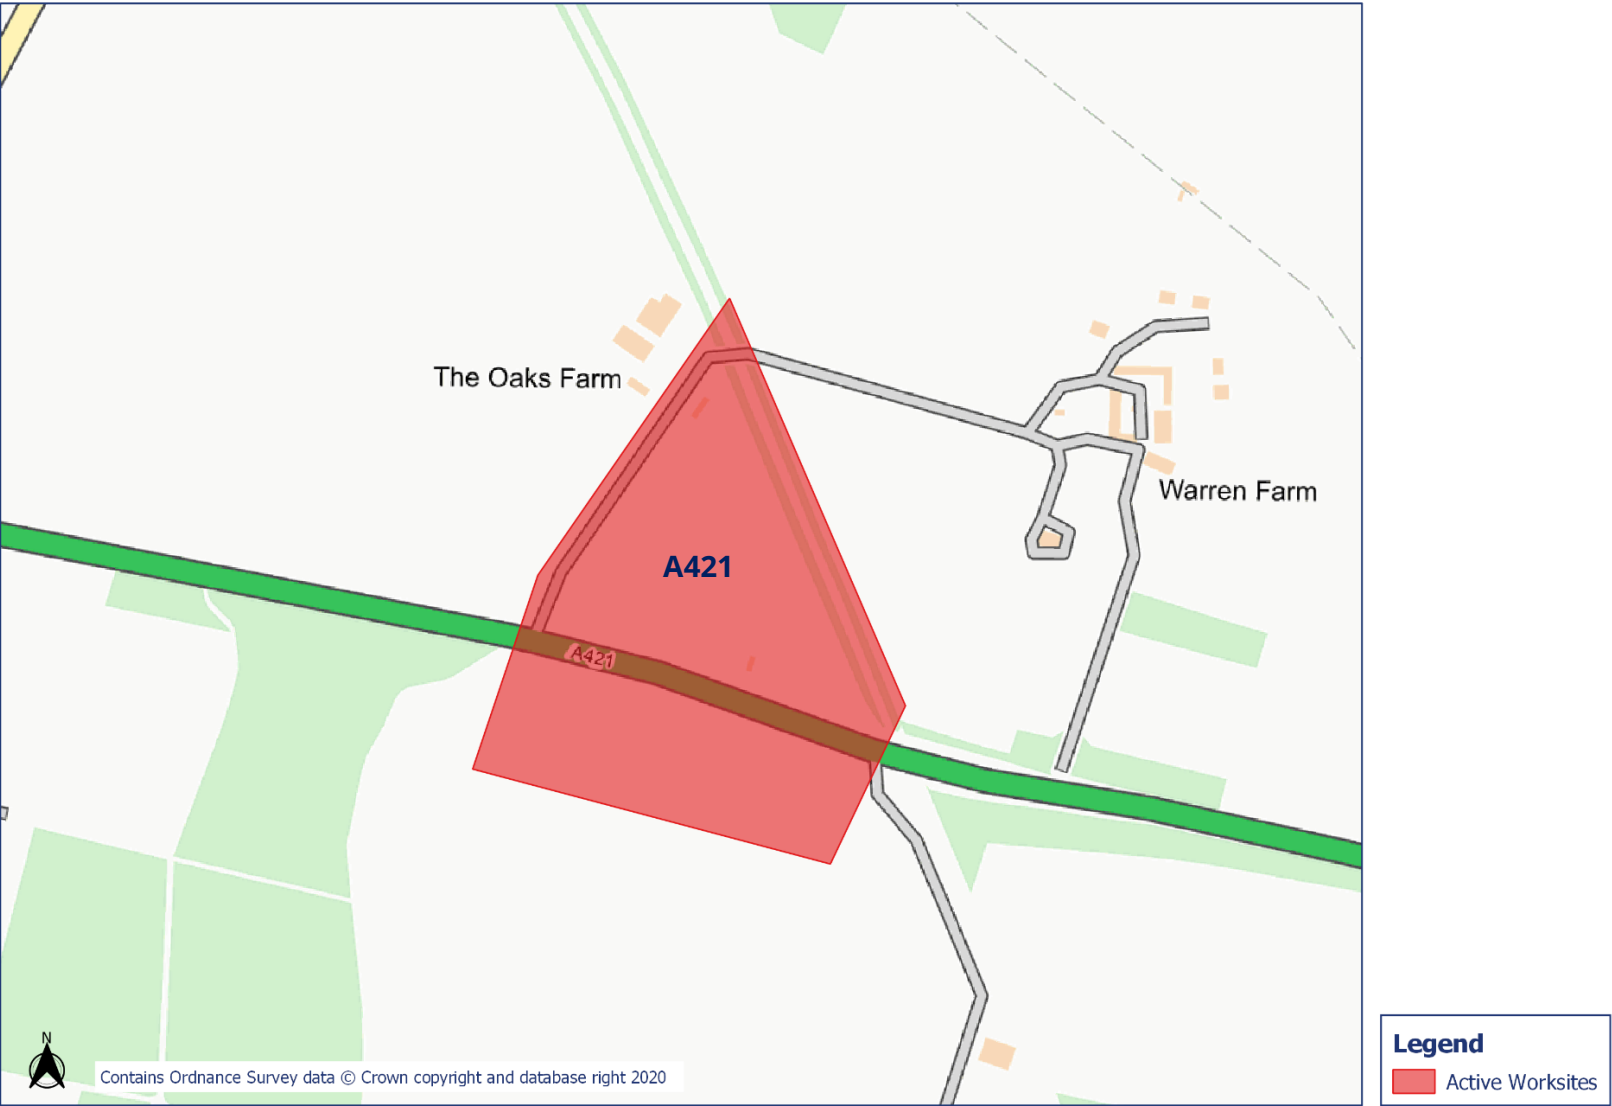 The Oaks Farm
Warren Farm
A421
A421
N
Contains Ordnance Survey data © Crown copyright and database right 2020
Legend
Active Worksites